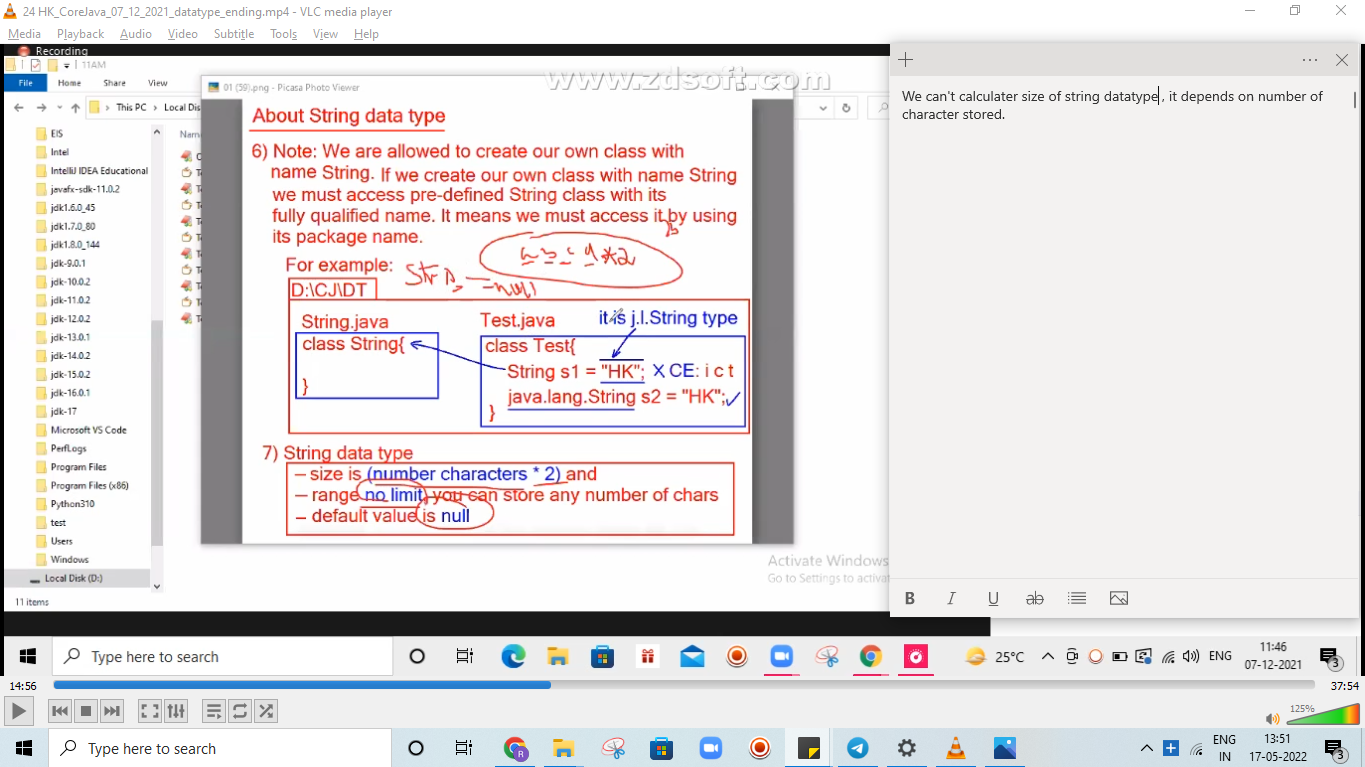 24 HK_CoreJava_07_12_2021_datatype_ending.mp4 - VLC media player
Media Playback Audio Video Subtitle Tools View Help
Recording
11AM
File Home Share View
This PC Local Dis
01 (59).png - Picasa Photo Viewer
www.zdsoft.com
EIS
Intel
IntelliJ IDEA Educational
javafx-sdk-11.0.2
jdk1.6.0_45
jdk1.7.0_80
jdk1.8.0_144
jdk-9.0.1
jdk-10.0.2
jdk-11.0.2
jdk-12.0.2
jdk-13.0.1
jdk-14.0.2
jdk-15.0.2
jdk-16.0.1
jdk-17
Microsoft VS Code
PerfLogs
Program Files
Program Files (x86)
Python310
test
Users
Windows
Local Disk (D:)
11 items
Nam
About String data type
6) Note: We are allowed to create our own class with
name String. If we create our own class with name String
we must access pre-defined String class with its
fully qualified name. It means we must access it by using
its package name.
For example:
D:\CJ\DT
String.java
class String{
}
Test.java
it is j.l.String type
class Test{
String s1 = "HK"; X CE: i c t
java.lang.String s2 = "HK";
}
7) String data type
– size is (number characters * 2) and
– range no limit, you can store any number of chars
– default value is null
Activate Windows
Go to Settings to activat
We can't calculater size of string datatype, it depends on number of
character stored.
B I U ab
Type here to search
25°C ENG
11:46
07-12-2021
3
14:56 37:54
125%
Type here to search
ENG
IN
13:51
17-05-2022
3